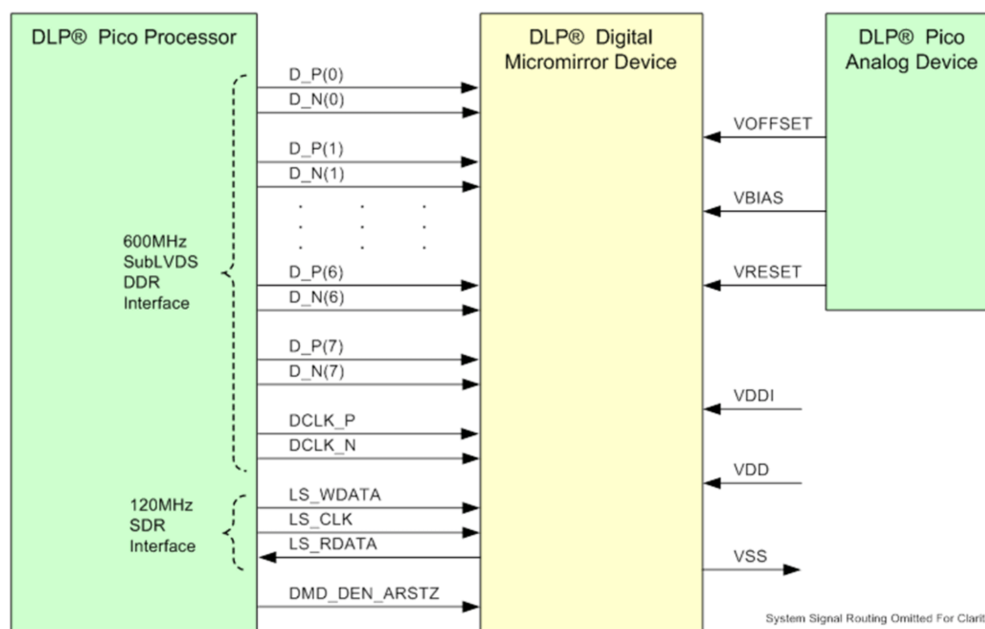 DLP® Pico Processor
DLP® Digital
Micromirror Device
DLP® Pico
Analog Device
D_P(0)
D_N(0)
D_P(1)
D_N(1)
600MHz
SubLVDS
DDR
Interface
D_P(6)
D_N(6)
D_P(7)
D_N(7)
DCLK_P
DCLK_N
120MHz
SDR
Interface
LS_WDATA
LS_CLK
LS_RDATA
DMD_DEN_ARSTZ
VOFFSET
VBIAS
VRESET
VDDI
VDD
VSS
System Signal Routing Omitted For Clarit